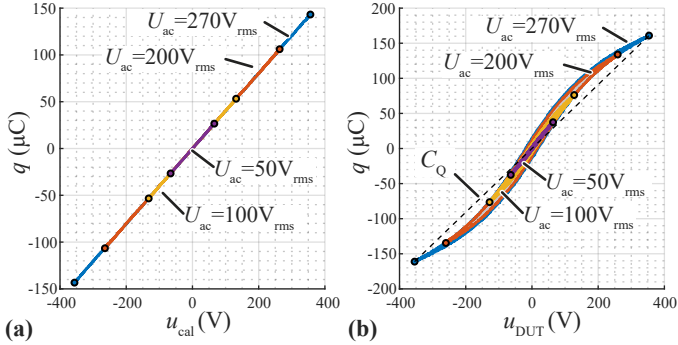 150
100
50
0
-50
-100
-150
q (μC)
U_ac=270V_rms
U_ac=200V_rms
U_ac=50V_rms
U_ac=100V_rms
-400 -200 0 200 400
(a) u_cal (V)
200
150
100
50
0
-50
-100
-150
-200
q (μC)
U_ac=270V_rms
U_ac=200V_rms
C_Q
U_ac=50V_rms
U_ac=100V_rms
-400 -200 0 200 400
(b) u_DUT (V)